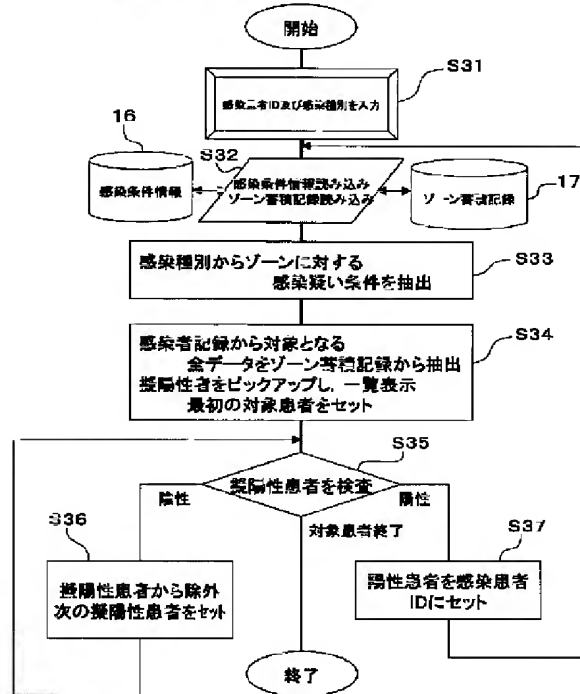 開始
S31
感染患者ID及び感染種別を入力
16
S32
感染条件情報
感染条件情報読み込み
ゾーン蓄積記録読み込み
ゾーン蓄積記録
17
感染種別からゾーンに対する
感染疑い条件を抽出
S33
S34
感染者記録から対象となる
全データをゾーン蓄積記録から抽出
擬陽性者をピックアップし、一覧表示
最初の対象患者をセット
S35
擬陽性患者を検査
陰性
陽性
対象患者終了
S36
S37
擬陽性患者から除外
次の擬陽性患者をセット
陽性患者を感染患者
IDにセット
終了